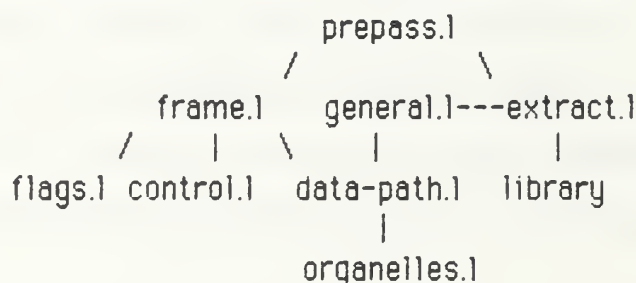 prepass.l
frame.l general.l---extract.l
flags.l control.l data-path.l library
organelles.l